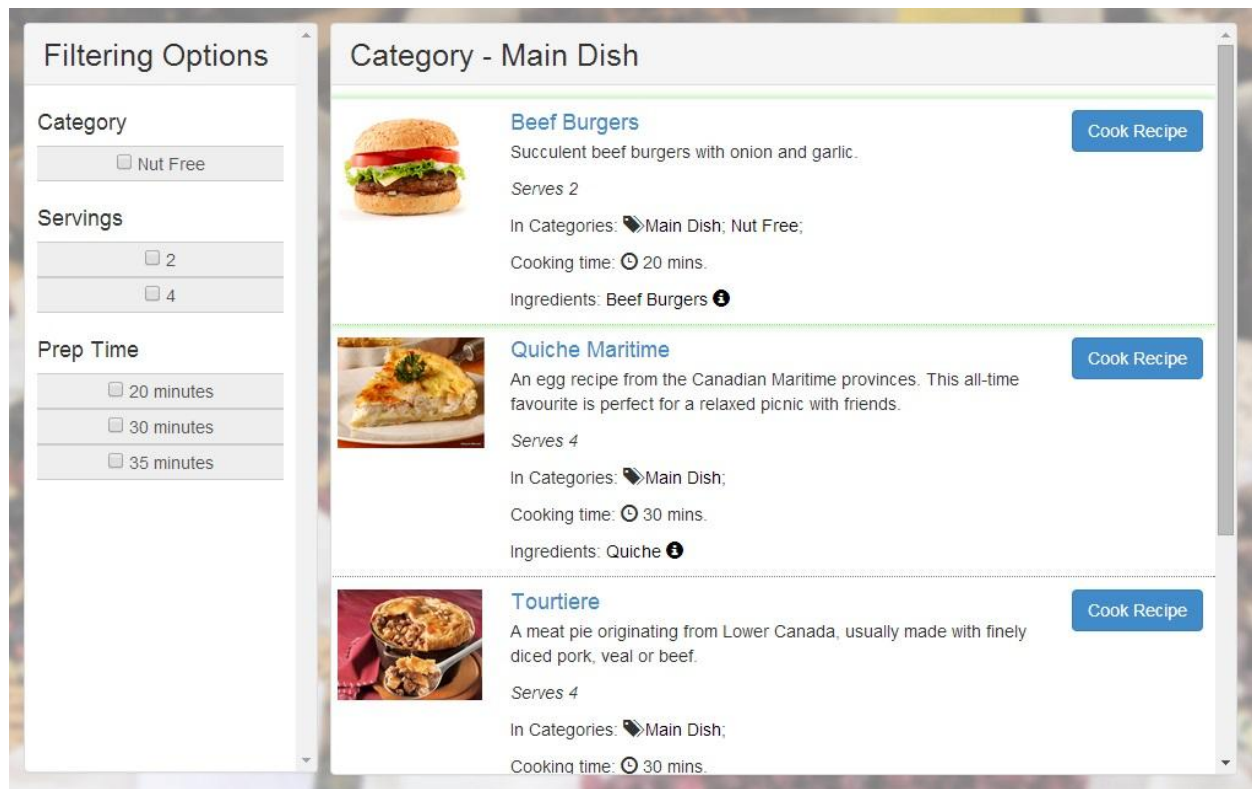 Filtering Options
Category
Nut Free
Servings
2
4
Prep Time
20 minutes
30 minutes
35 minutes
Category - Main Dish
Beef Burgers
Cook Recipe
Succulent beef burgers with onion and garlic.
Serves 2
In Categories: Main Dish; Nut Free;
Cooking time: 20 mins.
Ingredients: Beef Burgers
Quiche Maritime
Cook Recipe
An egg recipe from the Canadian Maritime provinces. This all-time
favourite is perfect for a relaxed picnic with friends.
Serves 4
In Categories: Main Dish;
Cooking time: 30 mins.
Ingredients: Quiche
Tourtiere
Cook Recipe
A meat pie originating from Lower Canada, usually made with finely
diced pork, veal or beef.
Serves 4
In Categories: Main Dish;
Cooking time: 30 mins.